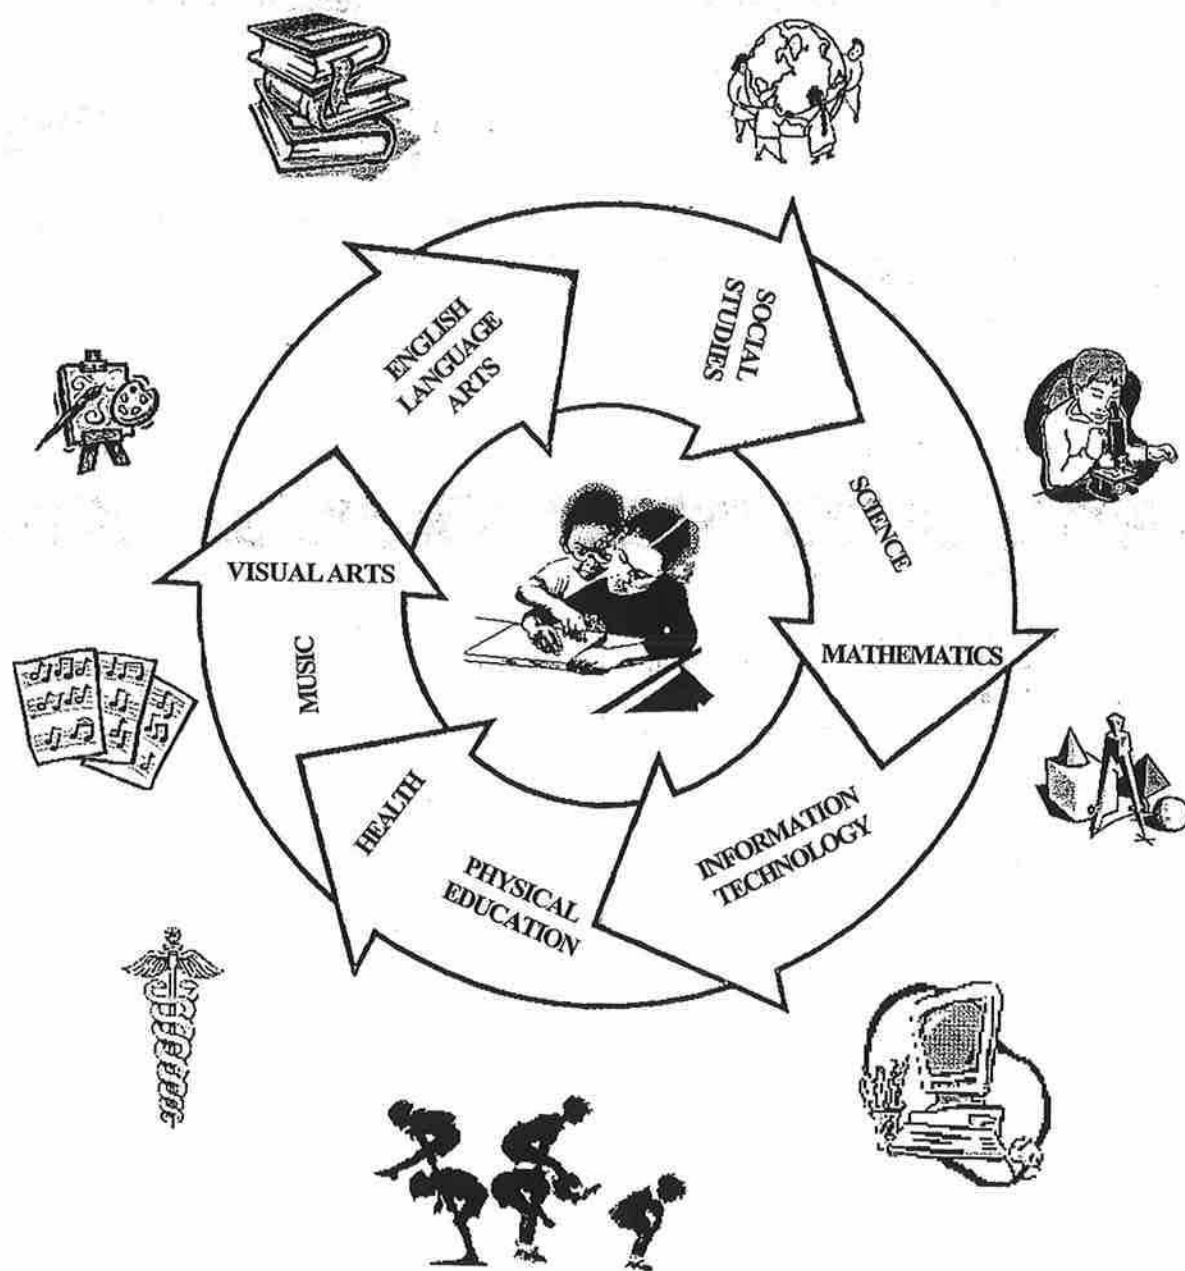 ENGLISH
LANGUAGE
ARTS
SOCIAL
STUDIES
SCIENCE
MATHEMATICS
INFORMATION
TECHNOLOGY
PHYSICAL
EDUCATION
HEALTH
MUSIC
VISUAL ARTS